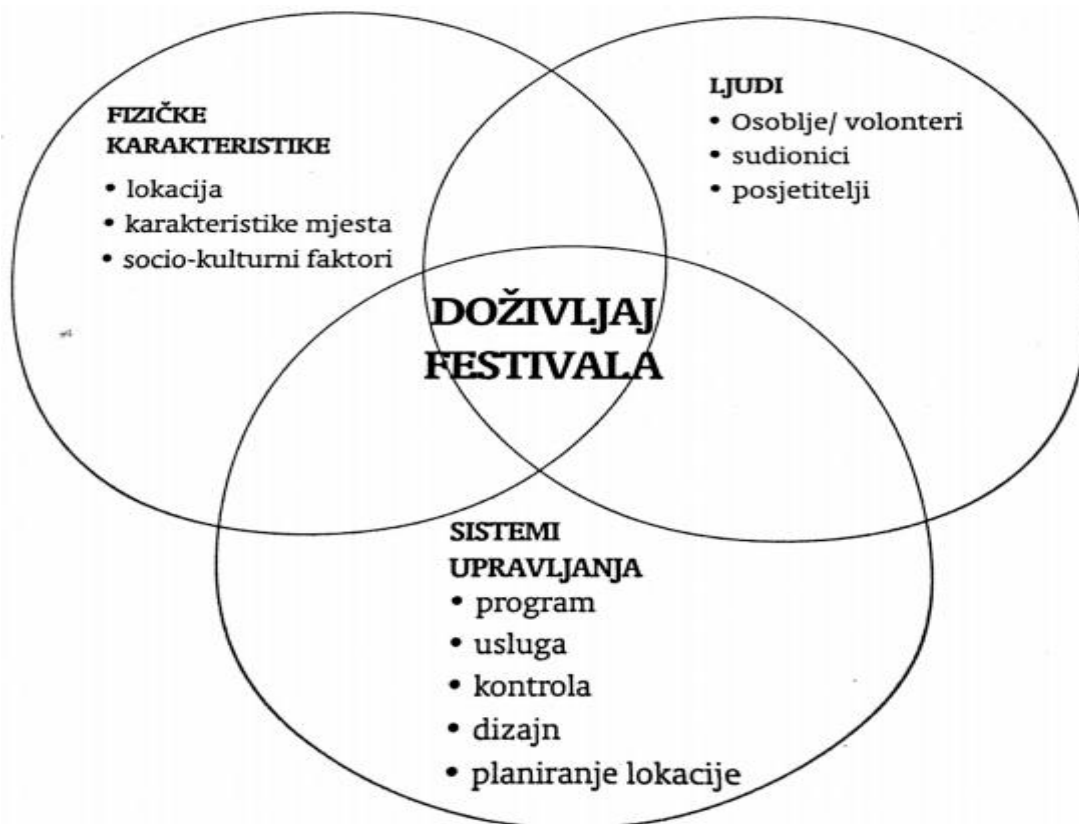 FIZIČKE
KARAKTERISTIKE
• lokacija
• karakteristike mjesta
• socio-kulturni faktori
LJUDI
• Osoblje/ volonteri
• sudionici
• posjetitelji
DOŽIVLJAJ
FESTIVALA
SISTEMI
UPRAVLJANJA
• program
• usluga
• kontrola
• dizajn
• planiranje lokacije